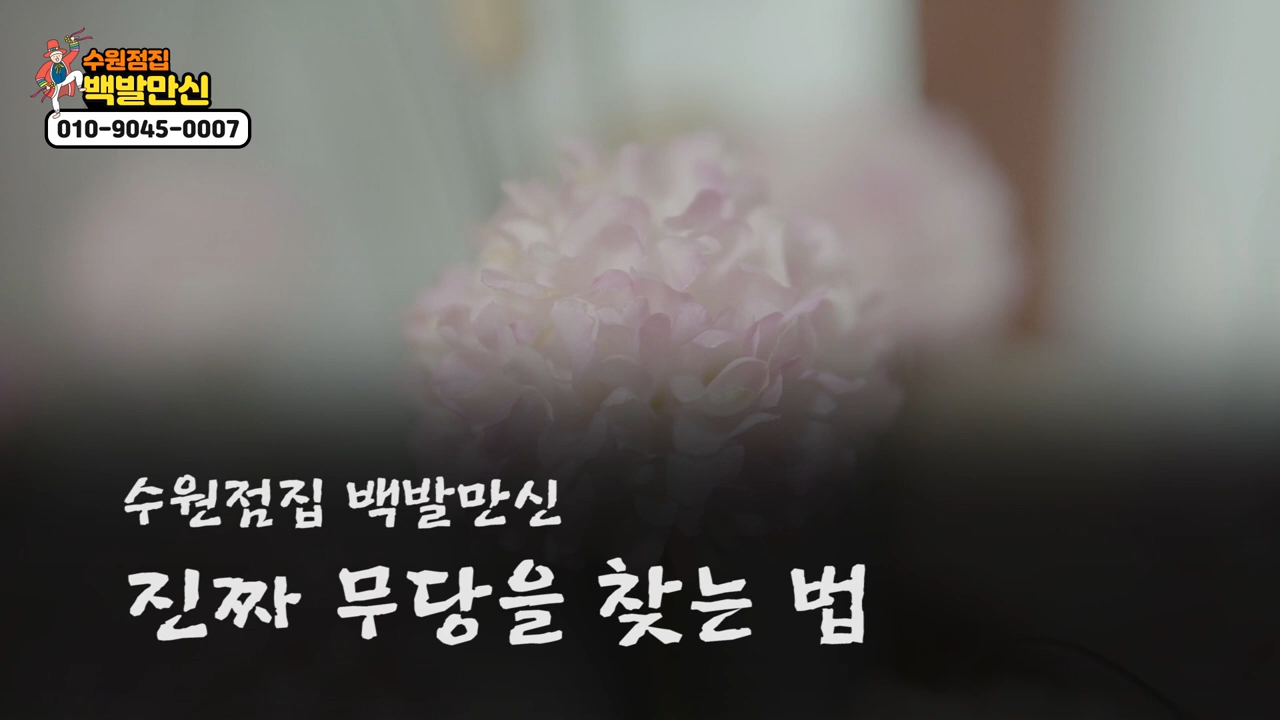 수원점집
백발만신
010-9045-0007
수원점집 백발만신
진짜 무당을 찾는 법